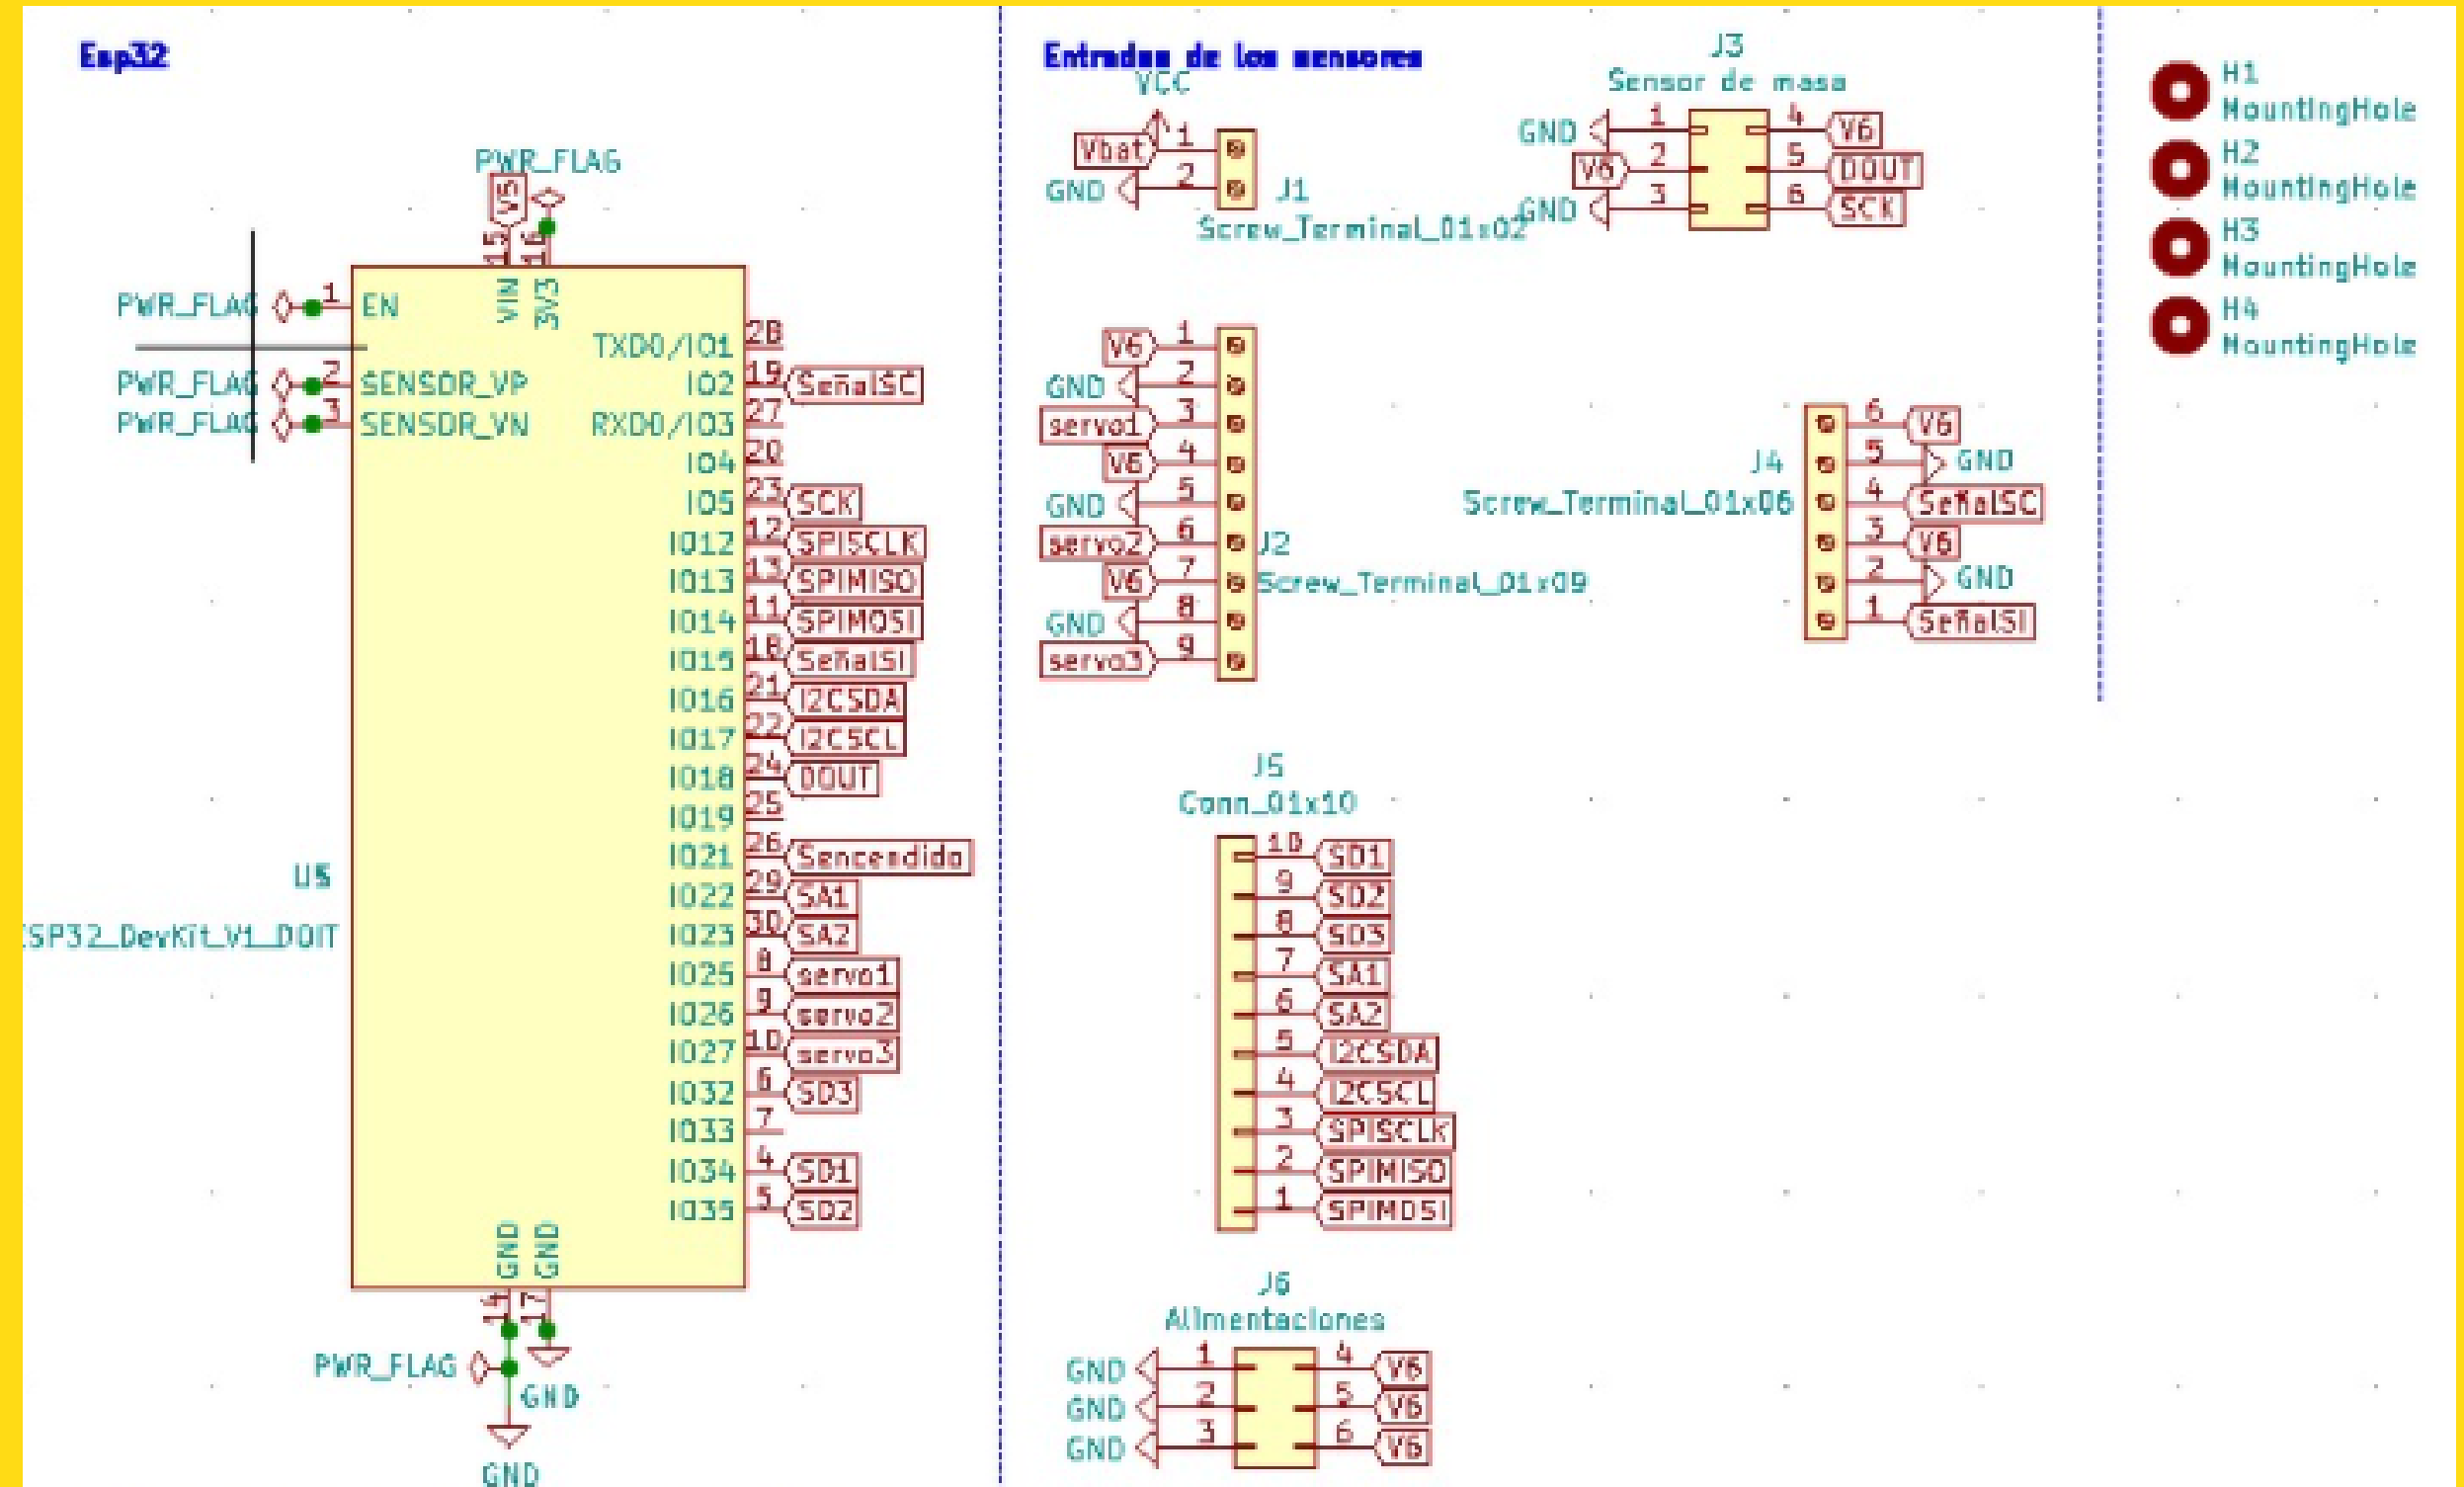 Esp32
PWR_FLAG
V5
15
16
VIN
3V3
PWR_FLAG 1 EN
PWR_FLAG 2 SENSOR_VP
PWR_FLAG 3 SENSOR_VN
TXD0/IO1 28
IO2 19 SeñalSC
RXD0/IO3 27
IO4 20
IO5 23 SCK
IO12 12 SPISCLK
IO13 13 SPIMISO
IO14 11 SPIMOSI
IO15 18 SeñalSI
IO16 21 I2CSDA
IO17 22 I2CSCL
IO18 24 DOUT
IO19 25
IO21 26 Sencendido
IO22 29 SA1
IO23 30 SA2
IO25 8 servo1
IO26 9 servo2
IO27 10 servo3
IO32 6 SD3
IO33 7
IO34 4 SD1
IO35 5 SD2
U5
ESP32_DevKit_V1_DOIT
GND
GND
14
17
PWR_FLAG
GND
GND
Entradas de los sensores
VCC
Vbat 1
GND 2
J1
Screw_Terminal_01x02
J3
Sensor de masa
GND 1 4 V6
V6 2 5 DOUT
GND 3 6 SCK
V6 1
GND 2
servo1 3
V6 4
GND 5
servo2 6
V6 7
GND 8
servo3 9
J2
Screw_Terminal_01x09
J4
Screw_Terminal_01x06
6 V6
5 GND
4 SeñalSC
3 V6
2 GND
1 SeñalSI
J5
Conn_01x10
10 SD1
9 SD2
8 SD3
7 SA1
6 SA2
5 I2CSDA
4 I2CSCL
3 SPISCLK
2 SPIMISO
1 SPIMOSI
J6
Alimentaciones
GND 1 4 V6
GND 2 5 V6
GND 3 6 V6
H1
MountingHole
H2
MountingHole
H3
MountingHole
H4
MountingHole